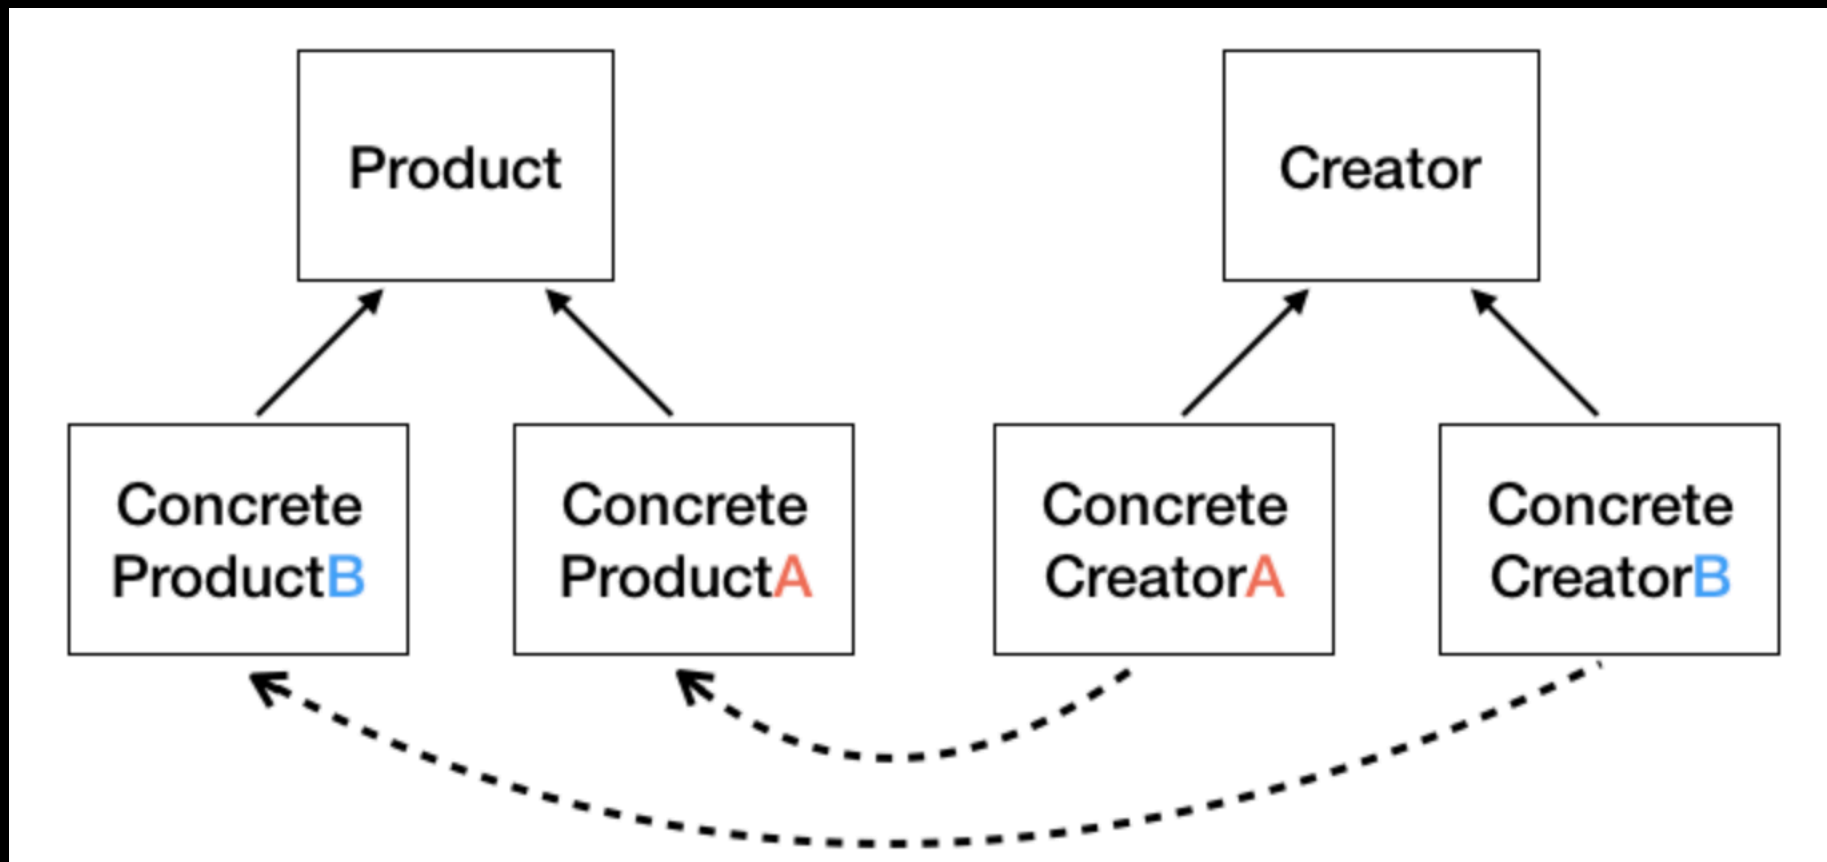 Product
Creator
Concrete
ProductB
Concrete
ProductA
Concrete
CreatorA
Concrete
CreatorB